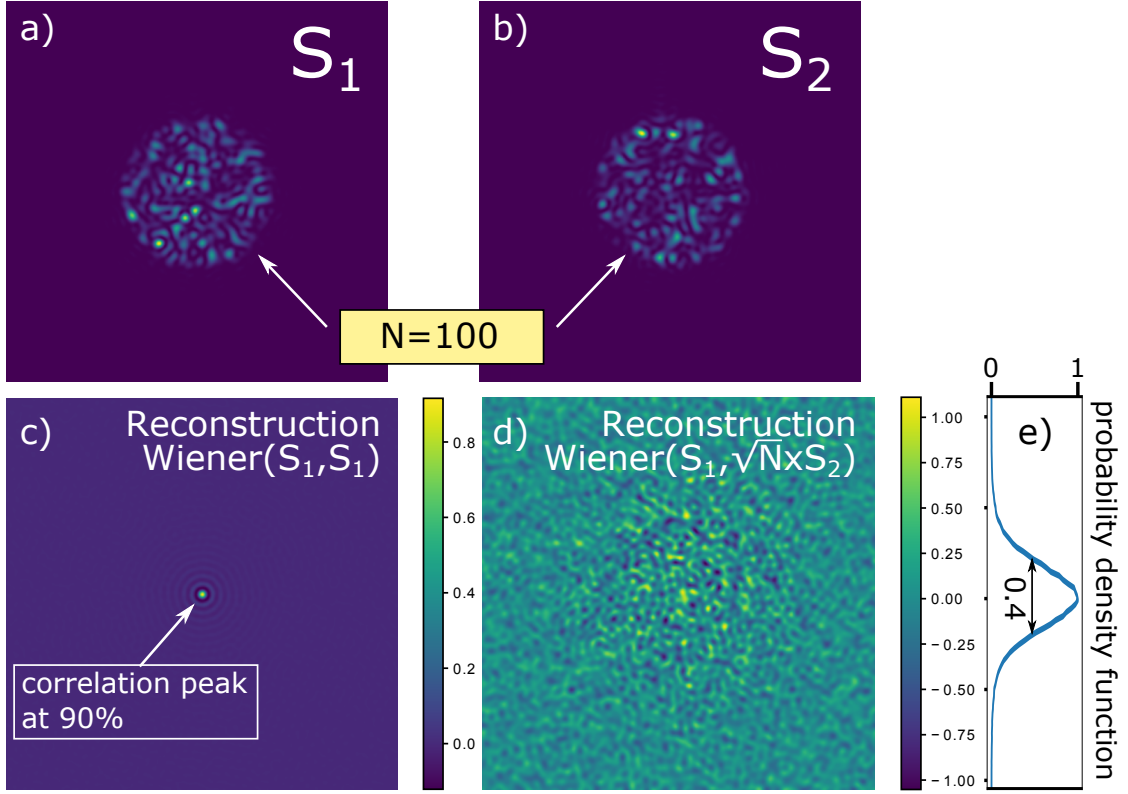 a)
S₁
b)
S₂
N=100
c)
Reconstruction
Wiener(S₁,S₁)
correlation peak
at 90%
0.8
0.6
0.4
0.2
0.0
d)
Reconstruction
Wiener(S₁,√NxS₂)
1.00
0.75
0.50
0.25
0.00
−0.25
−0.50
−0.75
−1.00
0 1
e)
0.4
probability density function